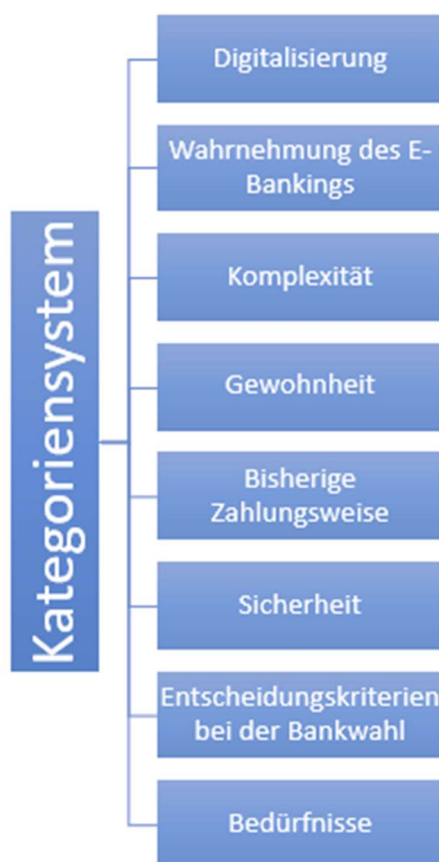 Kategoriensystem
Digitalisierung
Wahrnehmung des E-
Bankings
Komplexität
Gewohnheit
Bisherige
Zahlungsweise
Sicherheit
Entscheidungskriterien
bei der Bankwahl
Bedürfnisse